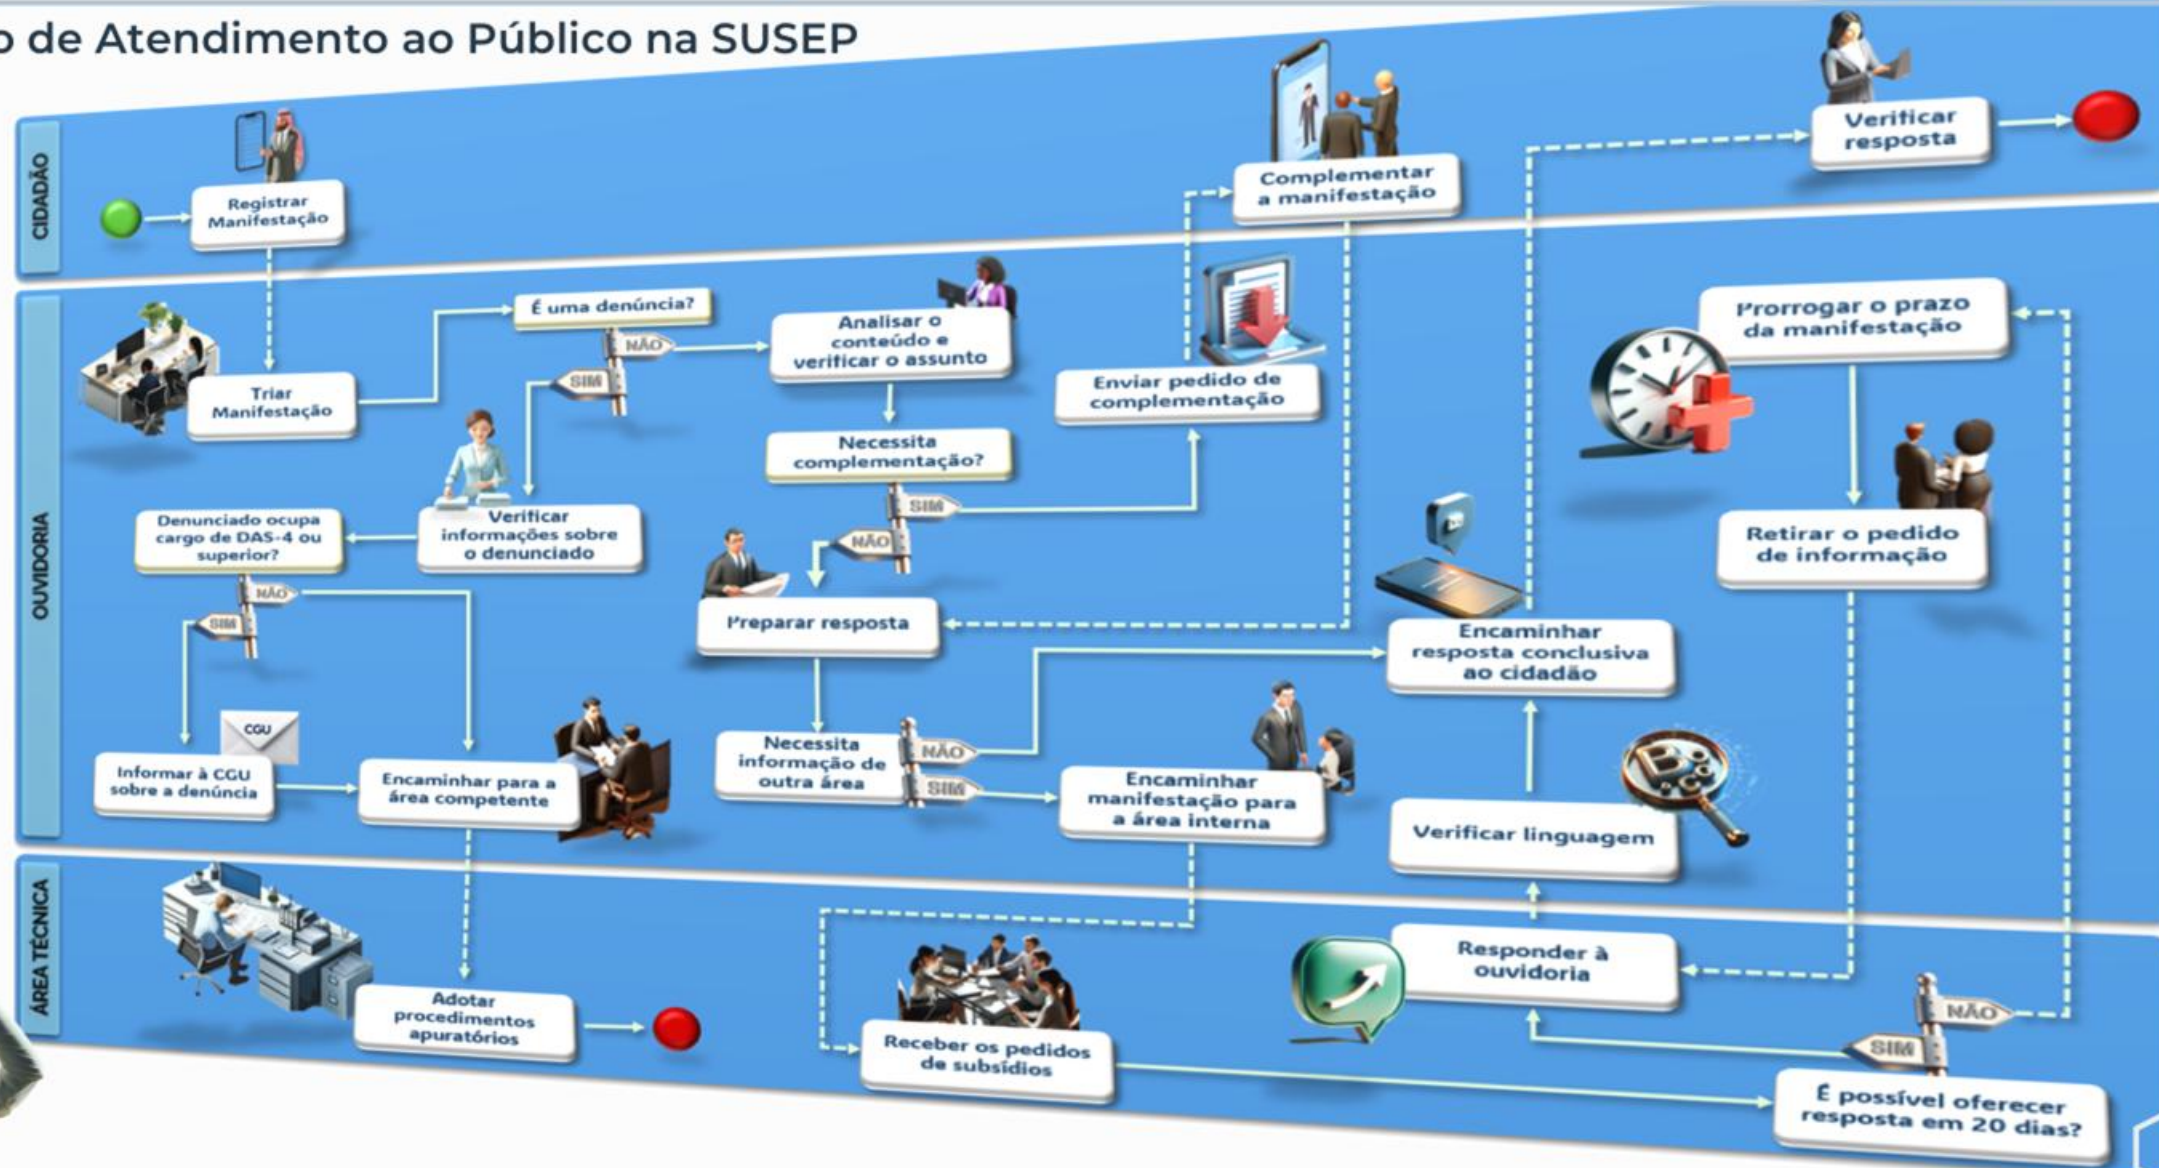 de Atendimento ao Público na SUSEP
CIDADÃO
Registrar
Manifestação
Complementar
a manifestação
Verificar
resposta
OUVIDORIA
Triar
Manifestação
É uma denúncia?
NÃO
SIM
Analisar o
conteúdo e
verificar o assunto
Necessita
complementação?
SIM
NÃO
Enviar pedido de
complementação
Prorrogar o prazo
da manifestação
Retirar o pedido
de informação
Verificar
informações sobre
o denunciado
Denunciado ocupa
cargo de DAS-4 ou
superior?
NÃO
SIM
Preparar resposta
Encaminhar
resposta conclusiva
ao cidadão
CGU
Informar à CGU
sobre a denúncia
Encaminhar para a
área competente
Necessita
informação de
outra área
NÃO
SIM
Encaminhar
manifestação para
a área interna
Verificar linguagem
ÁREA TÉCNICA
Adotar
procedimentos
apuratórios
Receber os pedidos
de subsídios
Responder à
ouvidoria
NÃO
SIM
É possível oferecer
resposta em 20 dias?